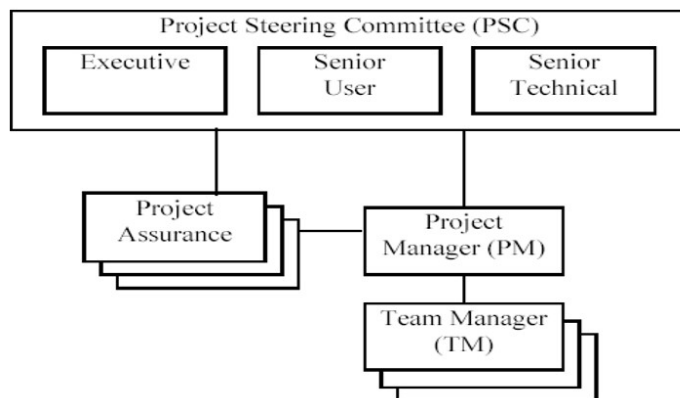 Project Steering Committee (PSC)
Executive
Senior
User
Senior
Technical
Project
Assurance
Project
Manager (PM)
Team Manager
(TM)